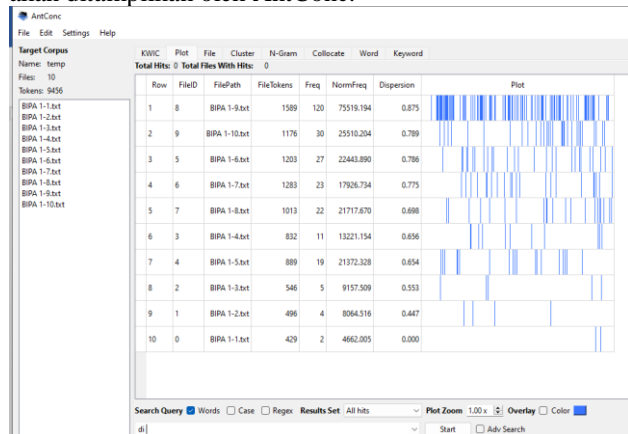 akan ditampilkan oleh AntConc.
AntConc
File Edit Settings Help
Target Corpus
Name: temp
Files: 10
Tokens: 9456
BIPA 1-1.txt
BIPA 1-2.txt
BIPA 1-3.txt
BIPA 1-4.txt
BIPA 1-5.txt
BIPA 1-6.txt
BIPA 1-7.txt
BIPA 1-8.txt
BIPA 1-9.txt
BIPA 1-10.txt
KWIC Plot File Cluster N-Gram Collocate Word Keyword
Total Hits: 0 Total Files With Hits: 0
Row FileID FilePath FileTokens Freq NormFreq Dispersion Plot
1 8 BIPA 1-9.txt 1589 120 75519.194 0.875
2 9 BIPA 1-10.txt 1176 30 25510.204 0.789
3 5 BIPA 1-6.txt 1203 27 22443.890 0.786
4 6 BIPA 1-7.txt 1283 23 17926.734 0.775
5 7 BIPA 1-8.txt 1013 22 21717.670 0.698
6 3 BIPA 1-4.txt 832 11 13221.154 0.656
7 4 BIPA 1-5.txt 889 19 21372.328 0.654
8 2 BIPA 1-3.txt 546 5 9157.509 0.553
9 1 BIPA 1-2.txt 496 4 8064.516 0.447
10 0 BIPA 1-1.txt 429 2 4662.005 0.000
Search Query Words Case Regex Results Set All hits Plot Zoom 1.00 x Overlay Color
di Start Adv Search